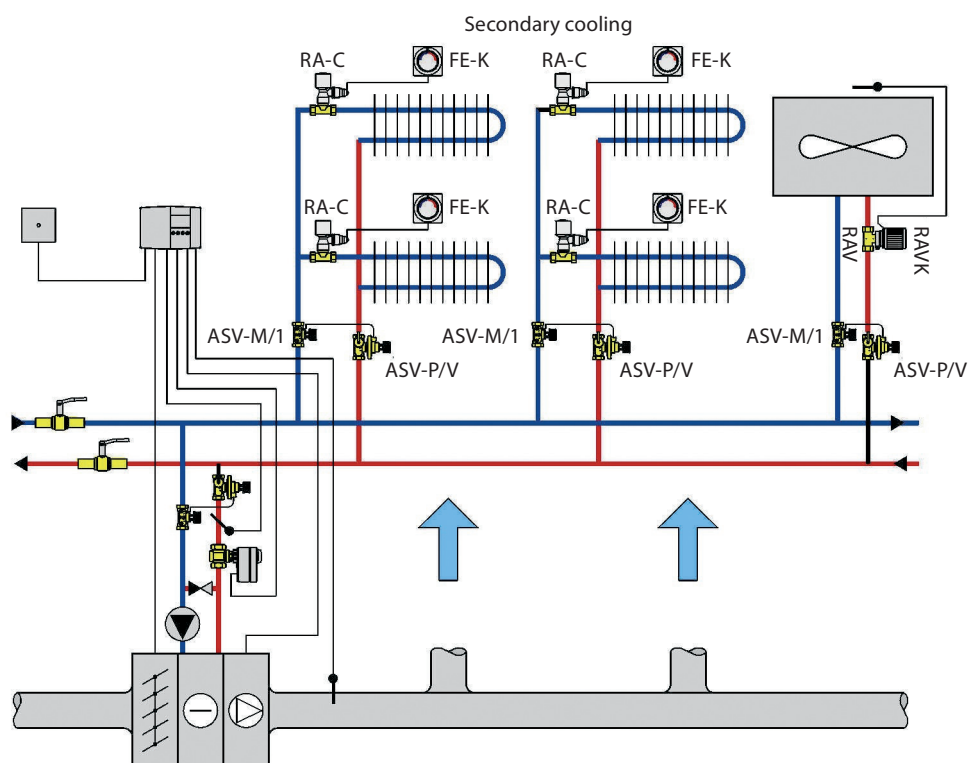 Secondary cooling
RA-C
FE-K
RA-C
FE-K
RA-C
FE-K
RA-C
FE-K
RAV
RAVK
ASV-M/1
ASV-P/V
ASV-M/1
ASV-P/V
ASV-M/1
ASV-P/V